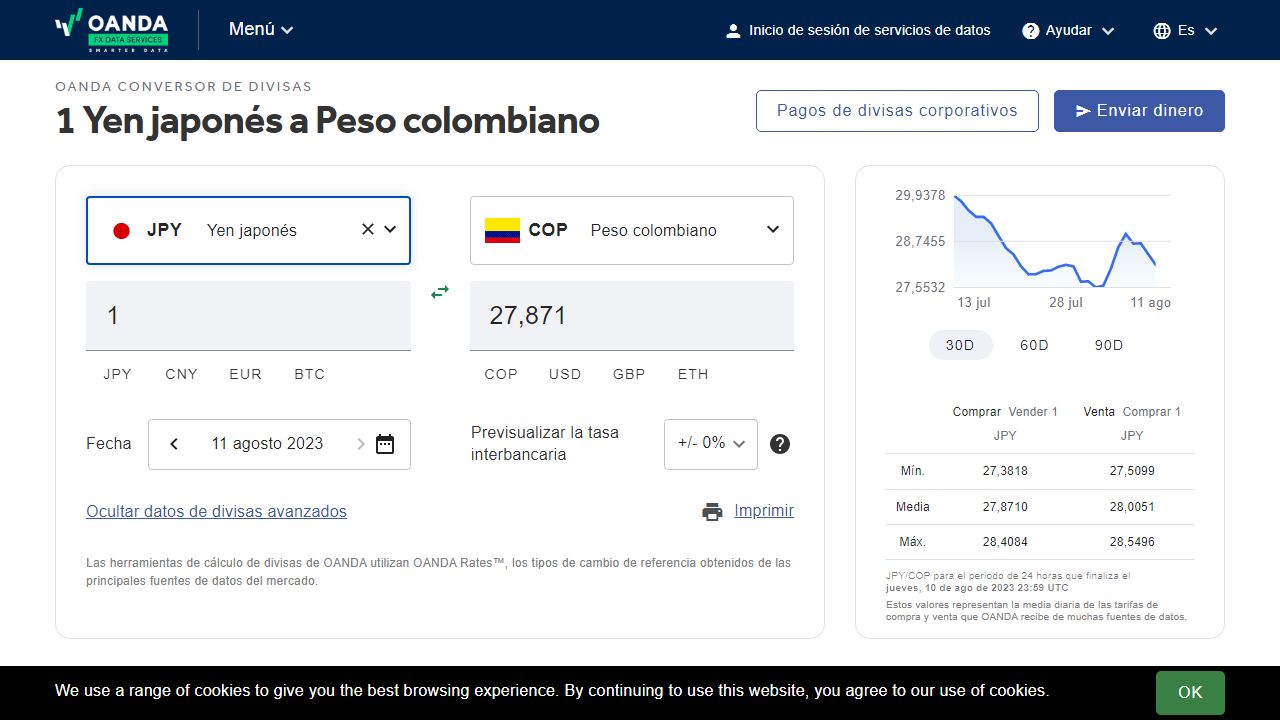 OANDA
FX DATA SERVICES
SMARTER DATA
Menú
Inicio de sesión de servicios de datos
Ayudar
Es
OANDA CONVERSOR DE DIVISAS
1 Yen japonés a Peso colombiano
Pagos de divisas corporativos
Enviar dinero
JPY Yen japonés
COP Peso colombiano
1
27,871
JPY CNY EUR BTC
COP USD GBP ETH
Fecha
11 agosto 2023
Previsualizar la tasa
interbancaria
+/- 0%
Ocultar datos de divisas avanzados
Imprimir
Las herramientas de cálculo de divisas de OANDA utilizan OANDA Rates™, los tipos de cambio de referencia obtenidos de las
principales fuentes de datos del mercado.
29,9378
28,7455
27,5532
13 jul 28 jul 11 ago
30D 60D 90D
Comprar Vender 1 Venta Comprar 1
JPY JPY
Mín. 27,3818 27,5099
Media 27,8710 28,0051
Máx. 28,4084 28,5496
JPY/COP para el periodo de 24 horas que finaliza el
jueves, 10 de ago de 2023 23:59 UTC
Estos valores representan la media diaria de las tarifas de
compra y venta que OANDA recibe de muchas fuentes de datos.
We use a range of cookies to give you the best browsing experience. By continuing to use this website, you agree to our use of cookies.
OK